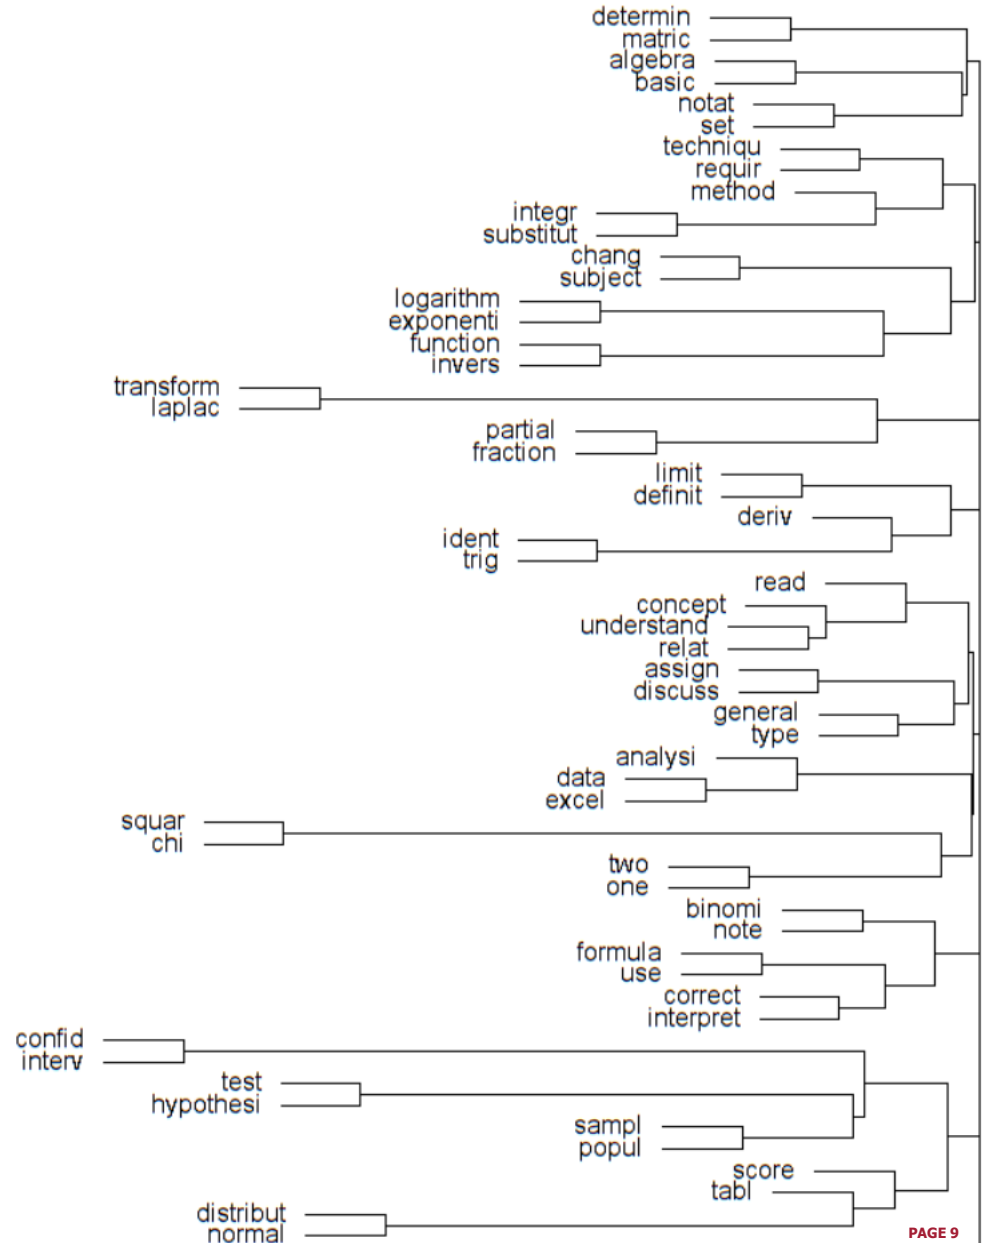 determin
matric
algebra
basic
notat
set
techniqu
requir
method
integr
substitut
chang
subject
logarithm
exponenti
function
invers
transform
laplac
partial
fraction
limit
definit
deriv
ident
trig
read
concept
understand
relat
assign
discuss
general
type
analysi
data
excel
squar
chi
two
one
binomi
note
formula
use
correct
interpret
confid
interv
test
hypothesi
sampl
popul
score
tabl
distribut
normal
PAGE 9